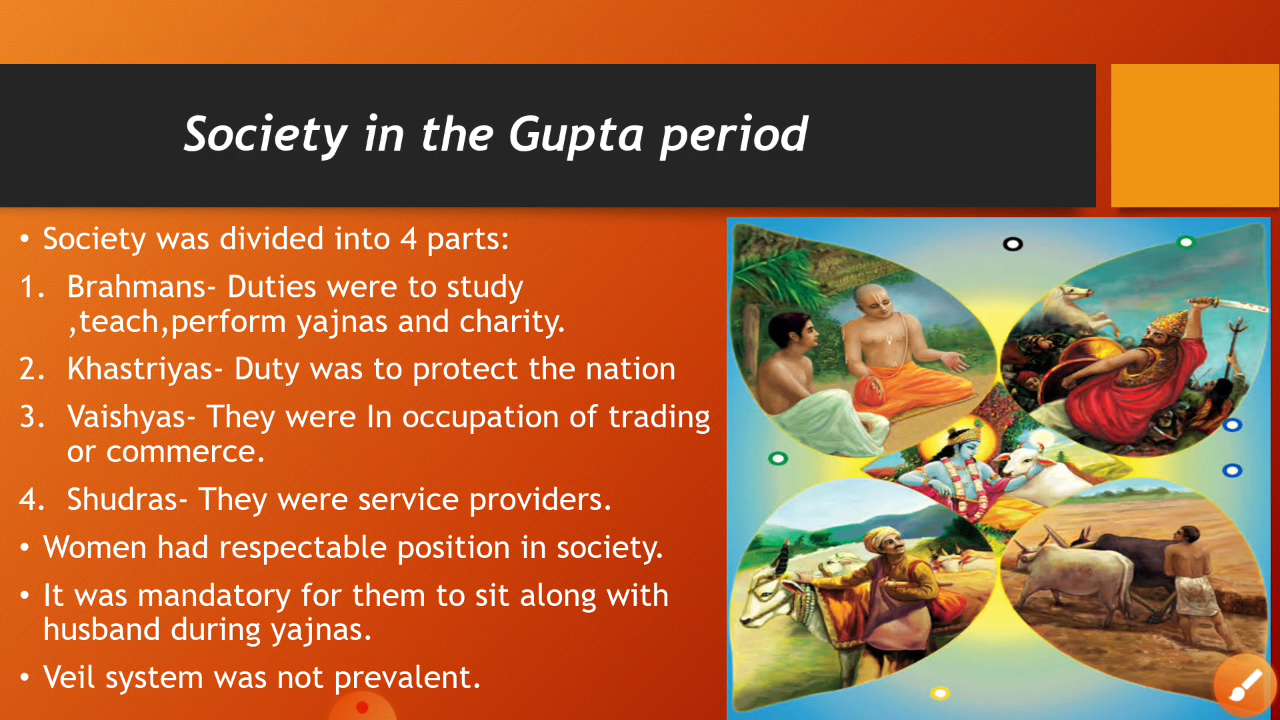 Society in the Gupta period
• Society was divided into 4 parts:
1. Brahmans- Duties were to study
,teach,perform yajnas and charity.
2. Khastriyas- Duty was to protect the nation
3. Vaishyas- They were In occupation of trading
or commerce.
4. Shudras- They were service providers.
• Women had respectable position in society.
• It was mandatory for them to sit along with
husband during yajnas.
• Veil system was not prevalent.